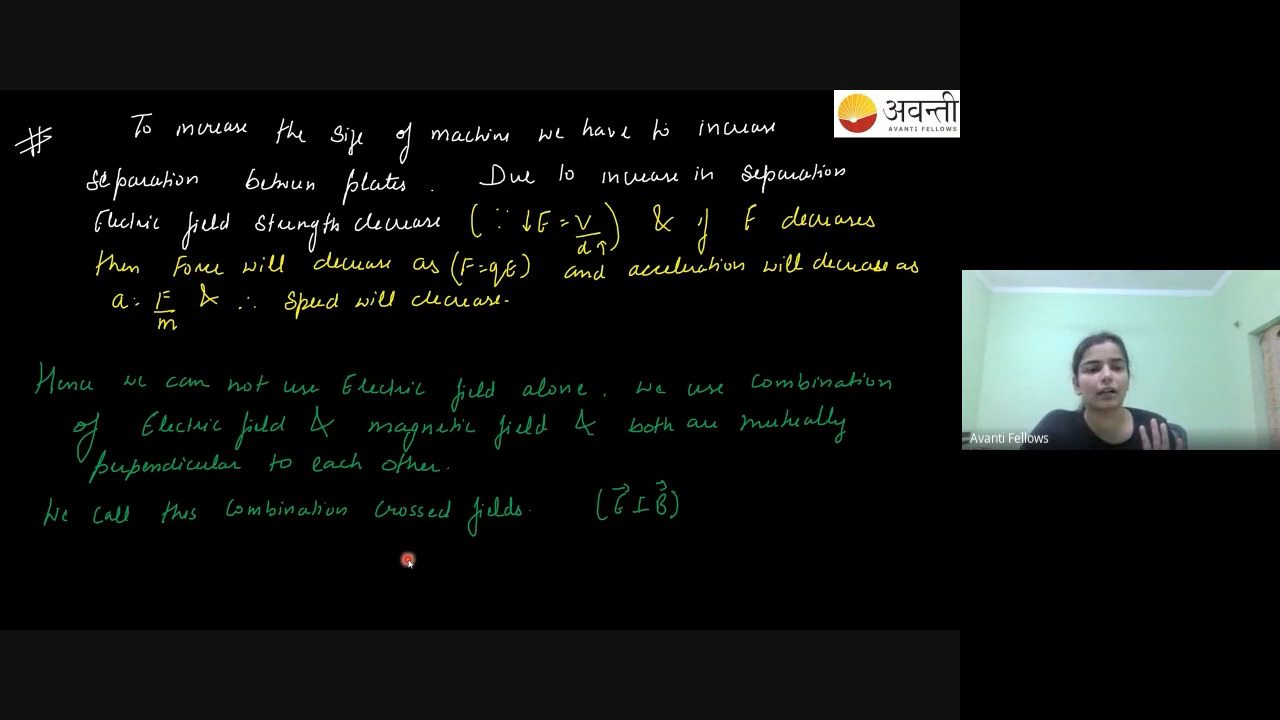 # To increase the size of machine we have to increase
separation between plates. Due to increase in separation
Electric field strength decrease (∵ ↓E = V/d↑) & if E decreases
then Force will decrease as (F=qE) and acceleration will decrease as
a = F/m & ∴ speed will decrease.
Hence we can not use Electric field alone. We use combination
of Electric field & magnetic field & both are mutually
perpendicular to each other.
We call this combination crossed fields. (E⃗ ⊥ B⃗)
अवन्ती
AVANTI FELLOWS
Avanti Fellows